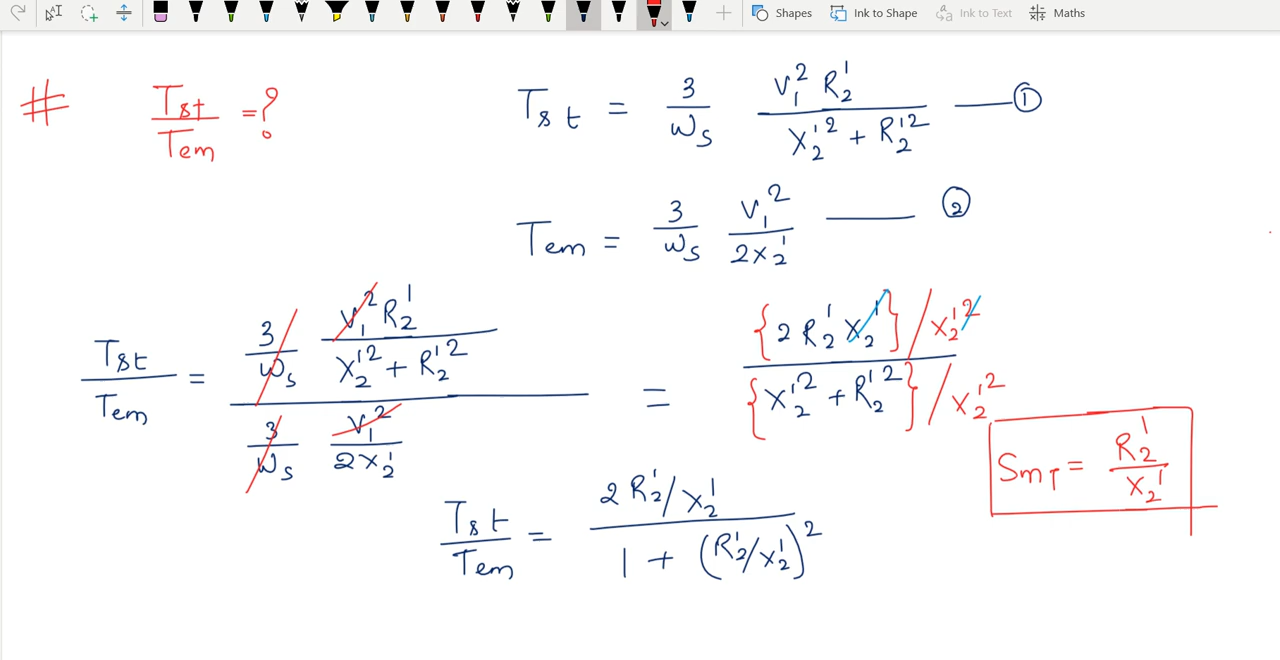 Shapes Ink to Shape Ink to Text Maths
# Tst/Tem = ?
Tst = 3/ωs V1² R2'/(X2'² + R2'²) — ①
Tem = 3/ωs V1²/(2X2') — ②
Tst/Tem = (3/ωs V1² R2'/(X2'² + R2'²))/(3/ωs V1²/(2X2')) = ({2 R2' X2'}/X2'²)/({X2'² + R2'²}/X2'²)
SmT = R2'/X2'
Tst/Tem = (2 R2'/X2')/(1 + (R2'/X2')²)